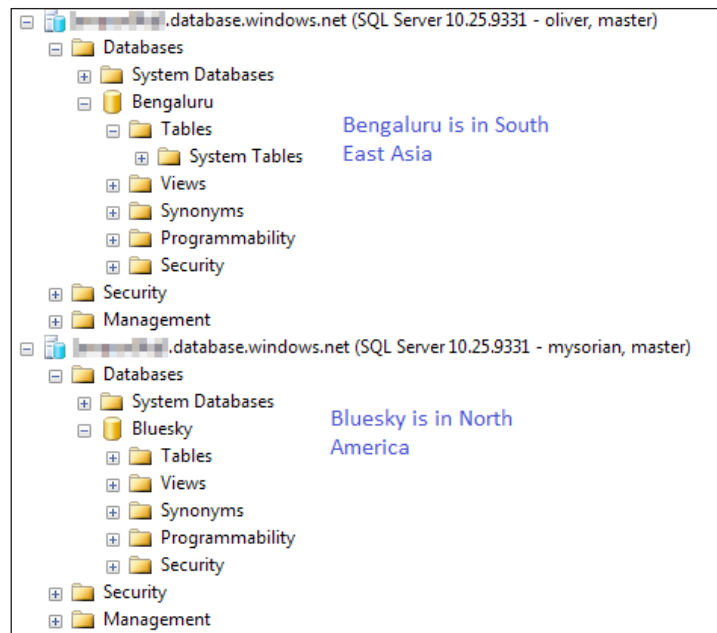 .database.windows.net (SQL Server 10.25.9331 - oliver, master)
Databases
System Databases
Bengaluru
Tables
Bengaluru is in South
System Tables
East Asia
Views
Synonyms
Programmability
Security
Security
Management
.database.windows.net (SQL Server 10.25.9331 - mysorian, master)
Databases
System Databases
Bluesky
Bluesky is in North
America
Tables
Views
Synonyms
Programmability
Security
Security
Management